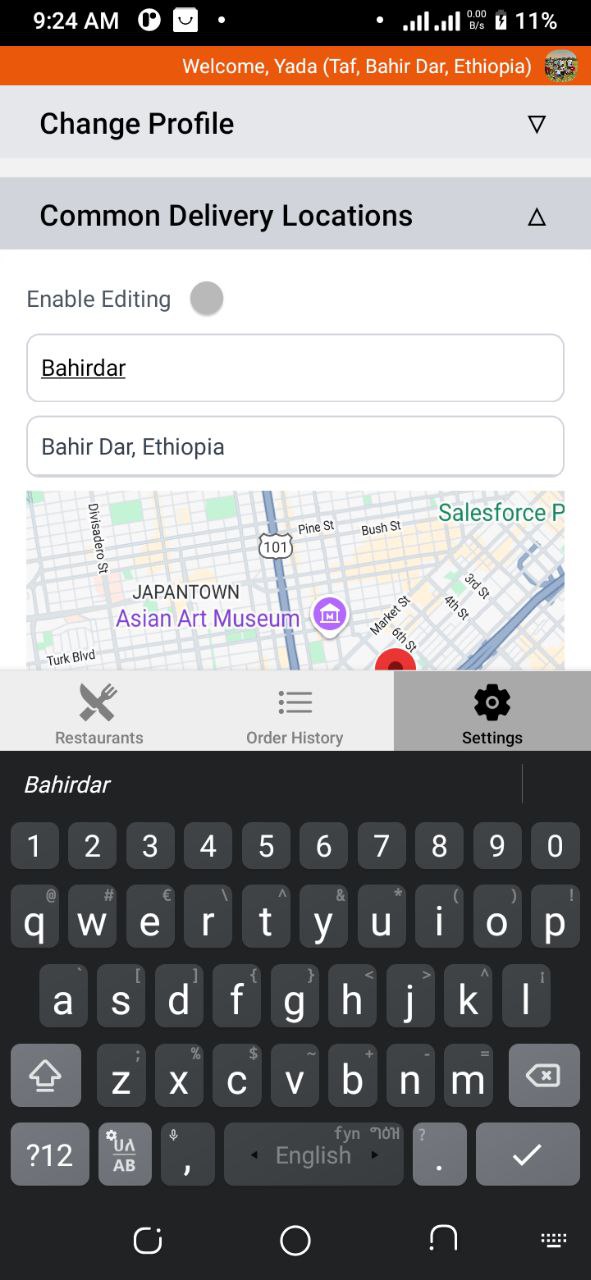 9:24 AM
0.00
B/s
11%
Welcome, Yada (Taf, Bahir Dar, Ethiopia)
Change Profile
Common Delivery Locations
Enable Editing
Bahirdar
Bahir Dar, Ethiopia
Salesforce P
Divisadero St
101
Pine St
Bush St
JAPANTOWN
Asian Art Museum
3rd St
4th St
Market St
6th St
Turk Blvd
Restaurants
Order History
Settings
Bahirdar
1 2 3 4 5 6 7 8 9 0
@ # € \ ^ & * ( ) !
q w e r t y u i o p
` [ ] { } < > ^ ¡
a s d f g h j k l
; % $ ~ + - =
z x c v b n m
fyn ግዕዝ ?
?12 ሀለ AB , English .